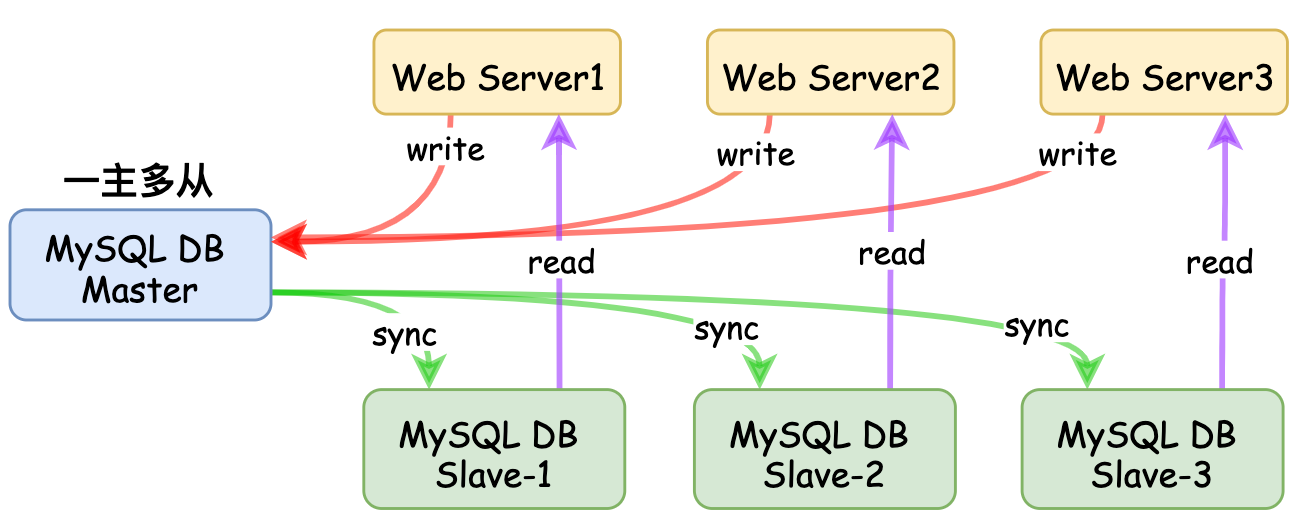 Web Server1
Web Server2
Web Server3
write
write
write
一主多从
MySQL DB
Master
read
read
read
sync
sync
sync
MySQL DB
Slave-1
MySQL DB
Slave-2
MySQL DB
Slave-3